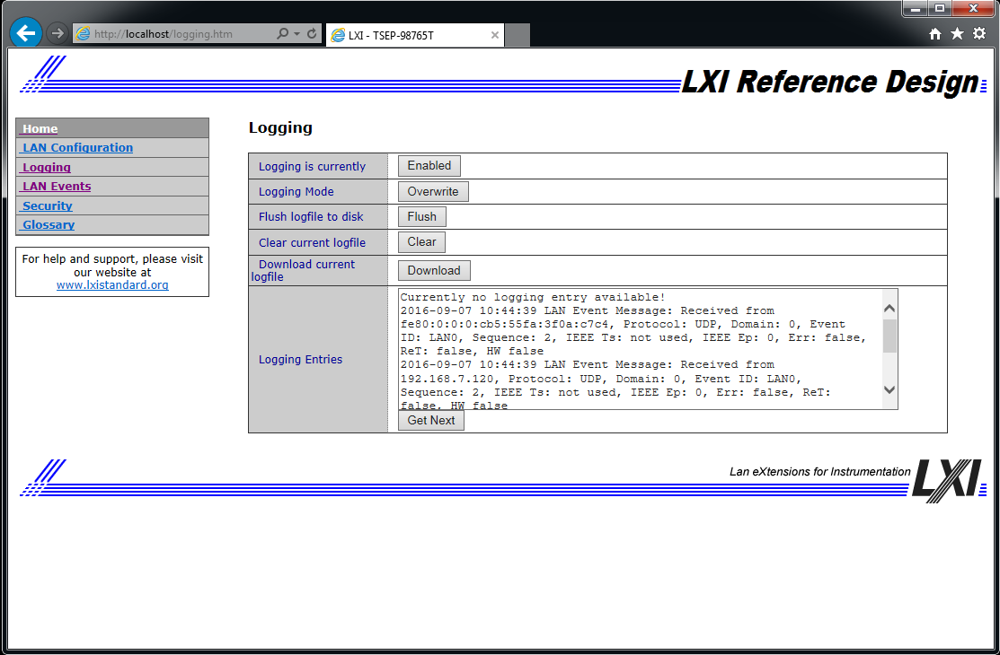 http://localhost/logging.htm
LXI - TSEP-98765T
LXI Reference Design
Home
LAN Configuration
Logging
LAN Events
Security
Glossary
For help and support, please visit
our website at
www.lxistandard.org
Logging
Logging is currently
Enabled
Logging Mode
Overwrite
Flush logfile to disk
Flush
Clear current logfile
Clear
Download current
logfile
Download
Logging Entries
Currently no logging entry available!
2016-09-07 10:44:39 LAN Event Message: Received from
fe80:0:0:0:cb5:55fa:3f0a:c7c4, Protocol: UDP, Domain: 0, Event
ID: LAN0, Sequence: 2, IEEE Ts: not used, IEEE Ep: 0, Err: false,
ReT: false, HW false
2016-09-07 10:44:39 LAN Event Message: Received from
192.168.7.120, Protocol: UDP, Domain: 0, Event ID: LAN0,
Sequence: 2, IEEE Ts: not used, IEEE Ep: 0, Err: false, ReT:
false, HW false
Get Next
Lan eXtensions for Instrumentation
LXI